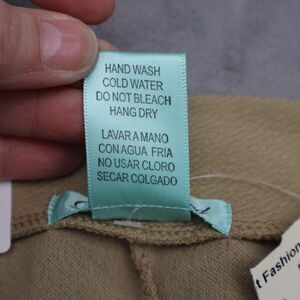 HAND WASH
COLD WATER
DO NOT BLEACH
HANG DRY
LAVAR A MANO
CON AGUA FRIA
NO USAR CLORO
SECAR COLGADO
t Fashion